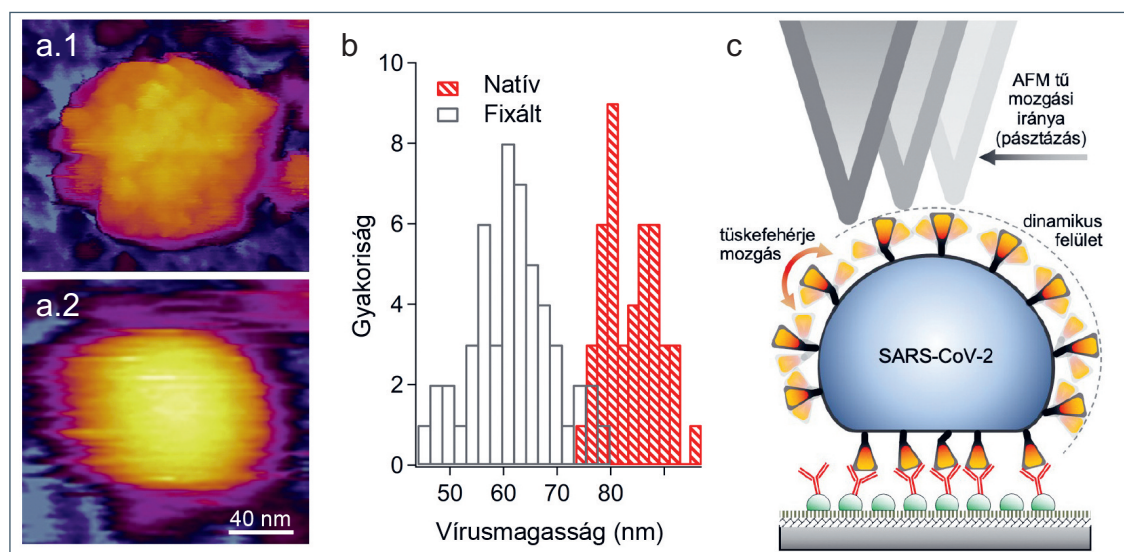 a.1
a.2
40 nm
b
10
8
6
4
2
0
Gyakoriság
Natív
Fixált
50 60 70 80
Vírusmagasság (nm)
c
AFM tű
mozgási
iránya
(pásztázás)
tüskefehérje
mozgás
dinamikus
felület
SARS-CoV-2